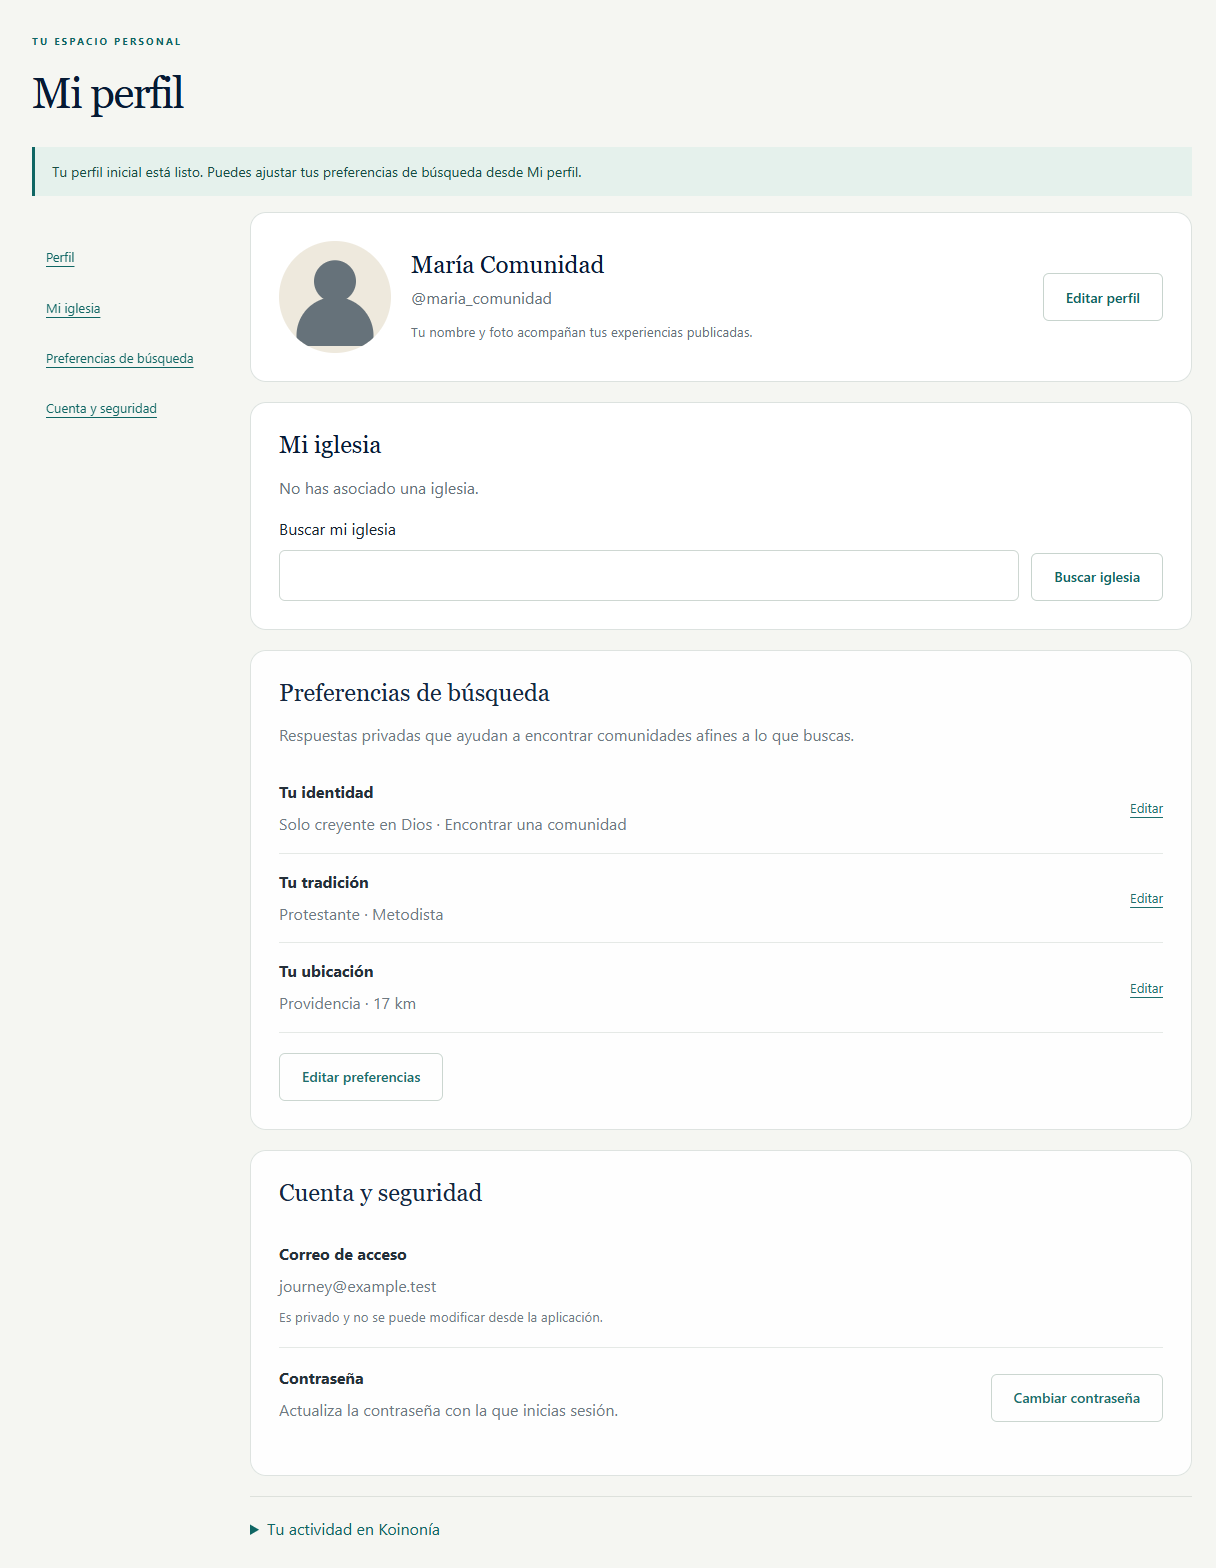 TU ESPACIO PERSONAL
Mi perfil
Tu perfil inicial está listo. Puedes ajustar tus preferencias de búsqueda desde Mi perfil.
Perfil
Mi iglesia
Preferencias de búsqueda
Cuenta y seguridad
María Comunidad
@maria_comunidad
Tu nombre y foto acompañan tus experiencias publicadas.
Editar perfil
Mi iglesia
No has asociado una iglesia.
Buscar mi iglesia
Buscar iglesia
Preferencias de búsqueda
Respuestas privadas que ayudan a encontrar comunidades afines a lo que buscas.
Tu identidad
Solo creyente en Dios · Encontrar una comunidad
Editar
Tu tradición
Protestante · Metodista
Editar
Tu ubicación
Providencia · 17 km
Editar
Editar preferencias
Cuenta y seguridad
Correo de acceso
journey@example.test
Es privado y no se puede modificar desde la aplicación.
Contraseña
Actualiza la contraseña con la que inicias sesión.
Cambiar contraseña
Tu actividad en Koinonía